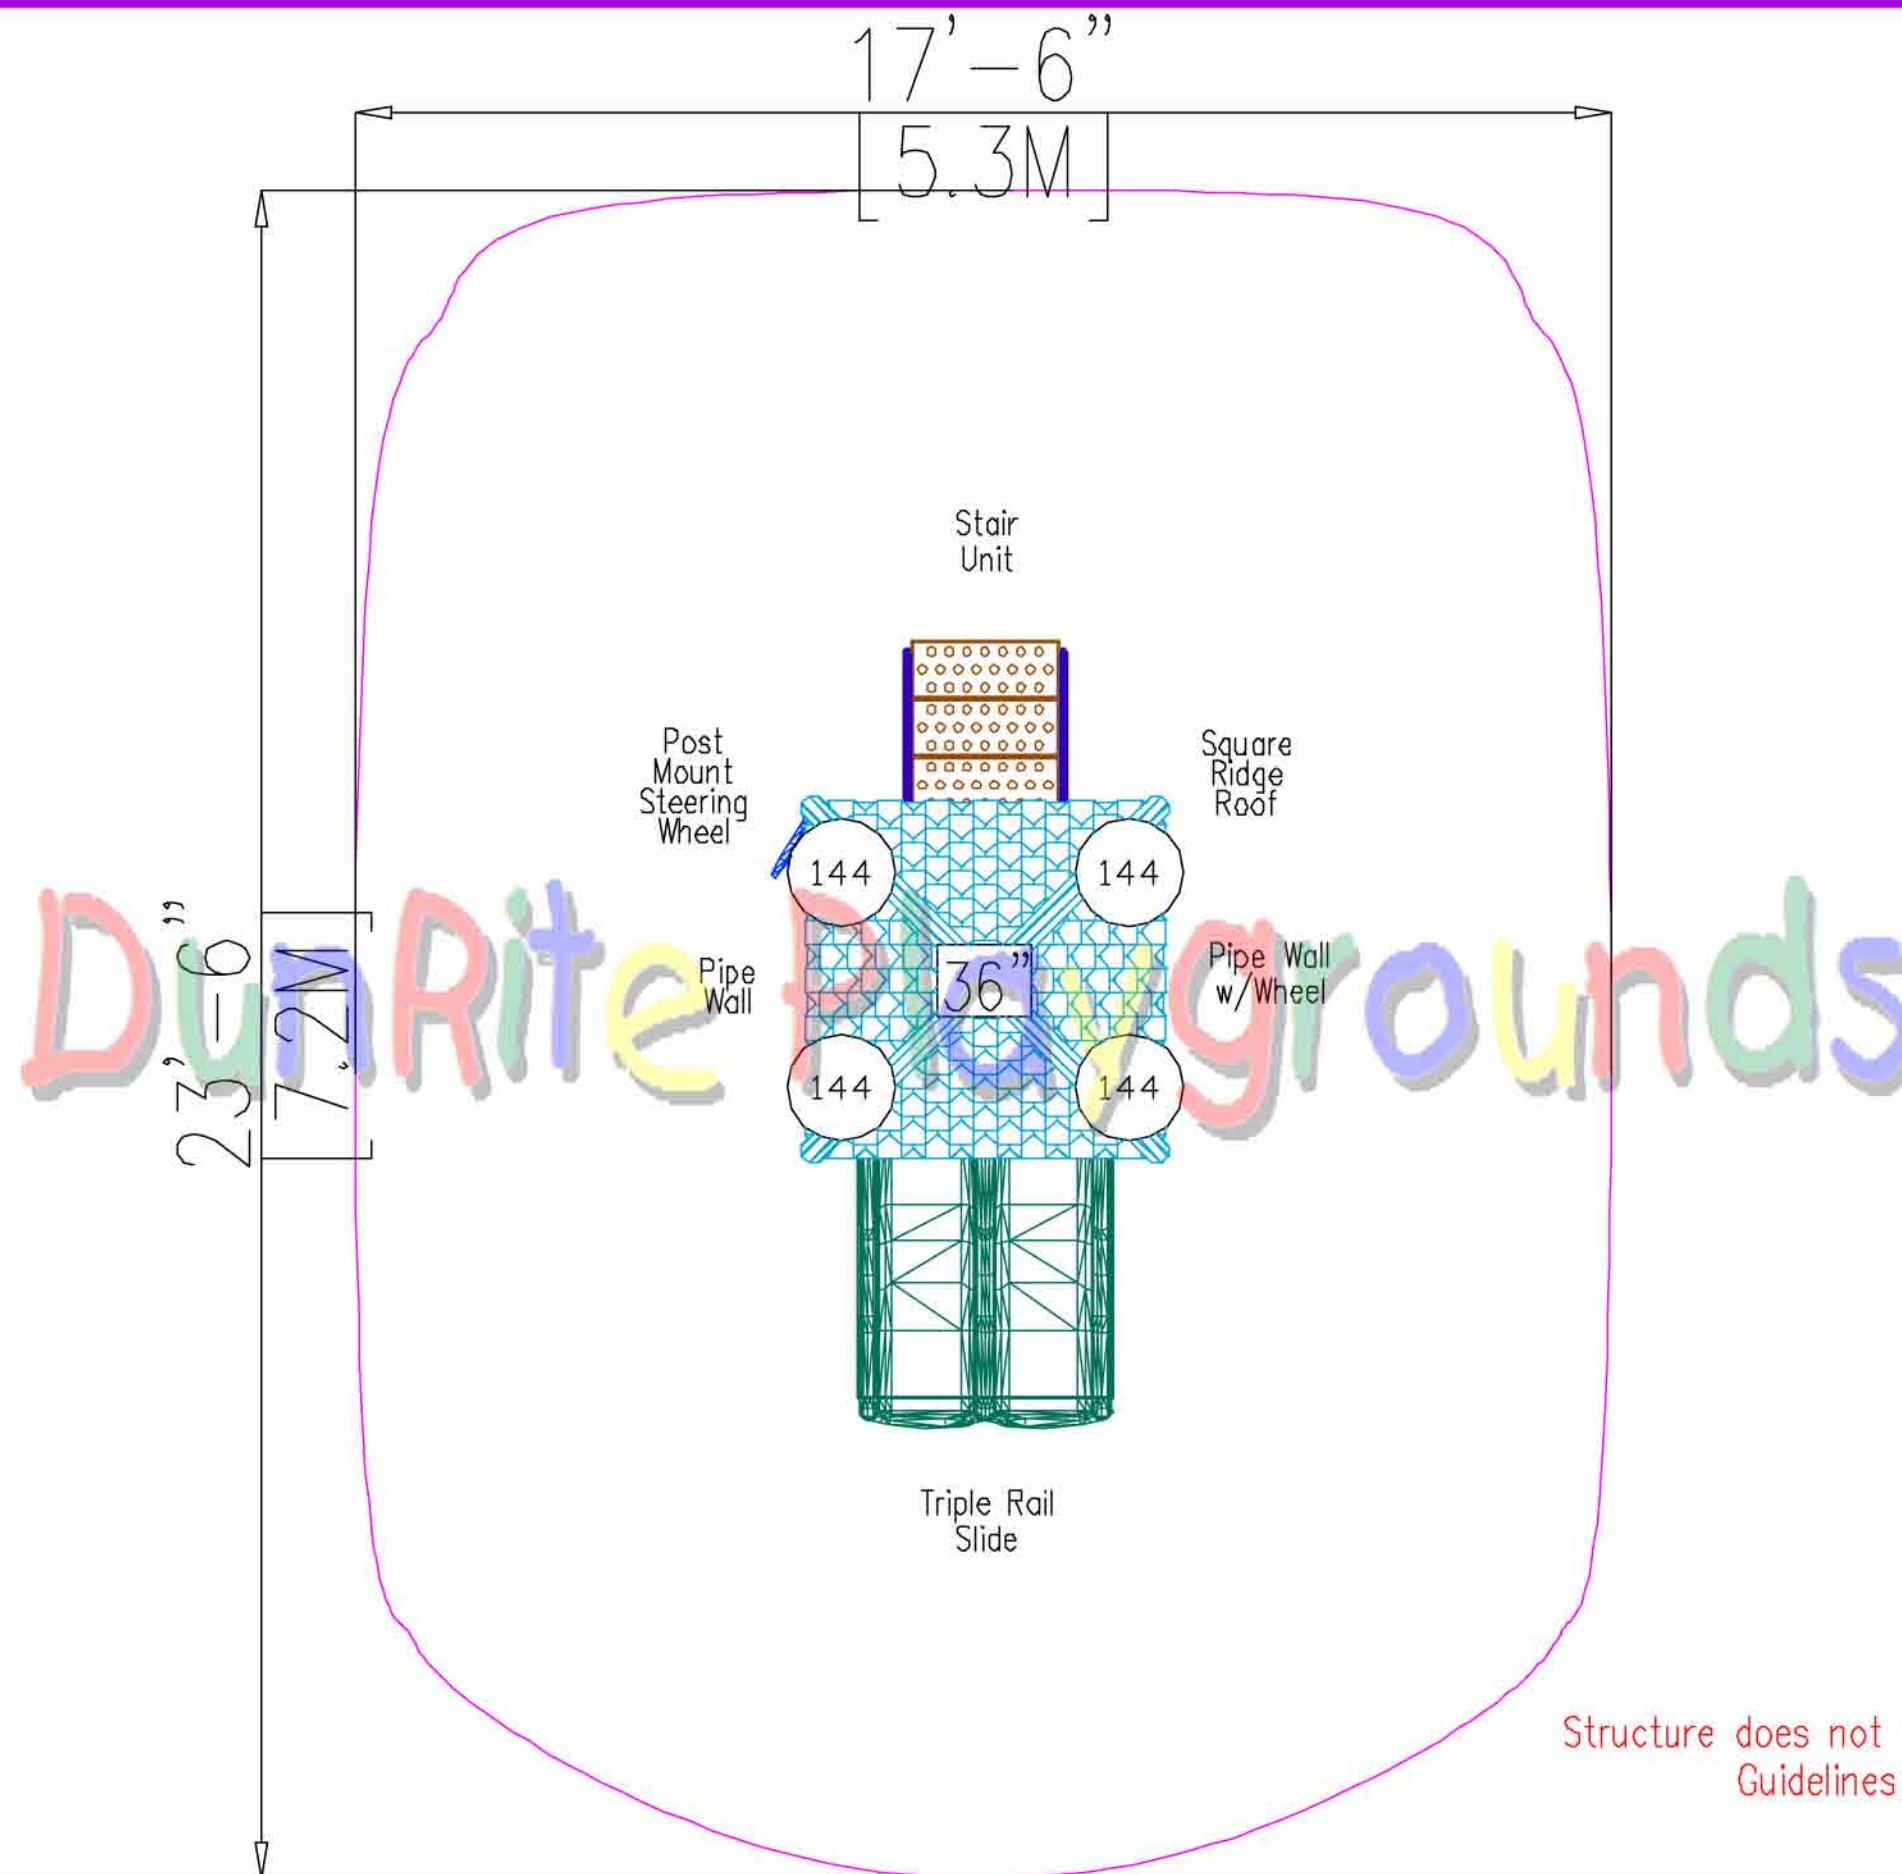 17'-6"
[5.3M]
Stair
Unit
Post
Mount
Steering
Wheel
Square
Ridge
Roof
144
144
23'-6"
[7.2M]
DunRite Playgrounds
Pipe
Wall
36"
Pipe Wall
w/Wheel
144
144
Triple Rail
Slide
Structure does not
Guidelines